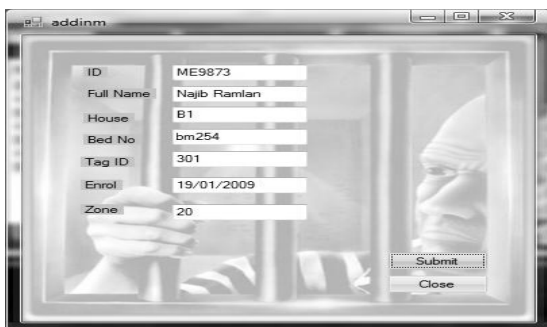 addinm
ID ME9873
Full Name Najib Ramlan
House B1
Bed No bm254
Tag ID 301
Enrol 19/01/2009
Zone 20
Submit
Close